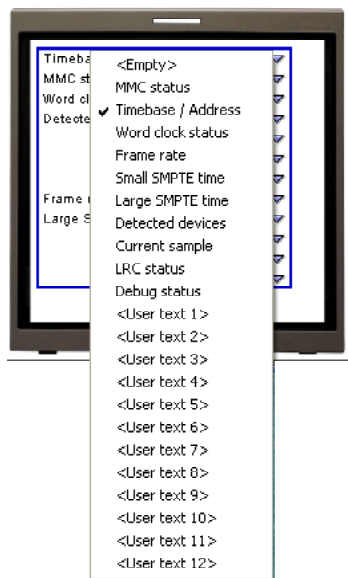 Timeba
MMC st
Word cl
Detecte
Frame
Large S
<Empty>
MMC status
Timebase / Address
Word clock status
Frame rate
Small SMPTE time
Large SMPTE time
Detected devices
Current sample
LRC status
Debug status
<User text 1>
<User text 2>
<User text 3>
<User text 4>
<User text 5>
<User text 6>
<User text 7>
<User text 8>
<User text 9>
<User text 10>
<User text 11>
<User text 12>